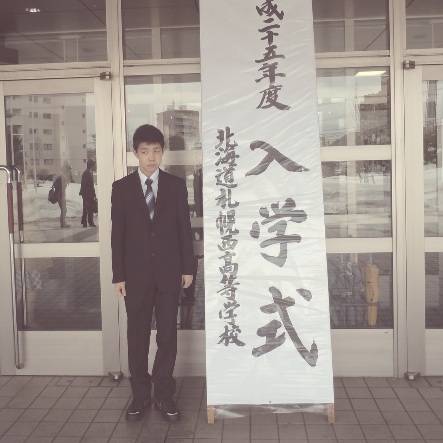 成二十五年度
入学式
北海道札幌西高等学校